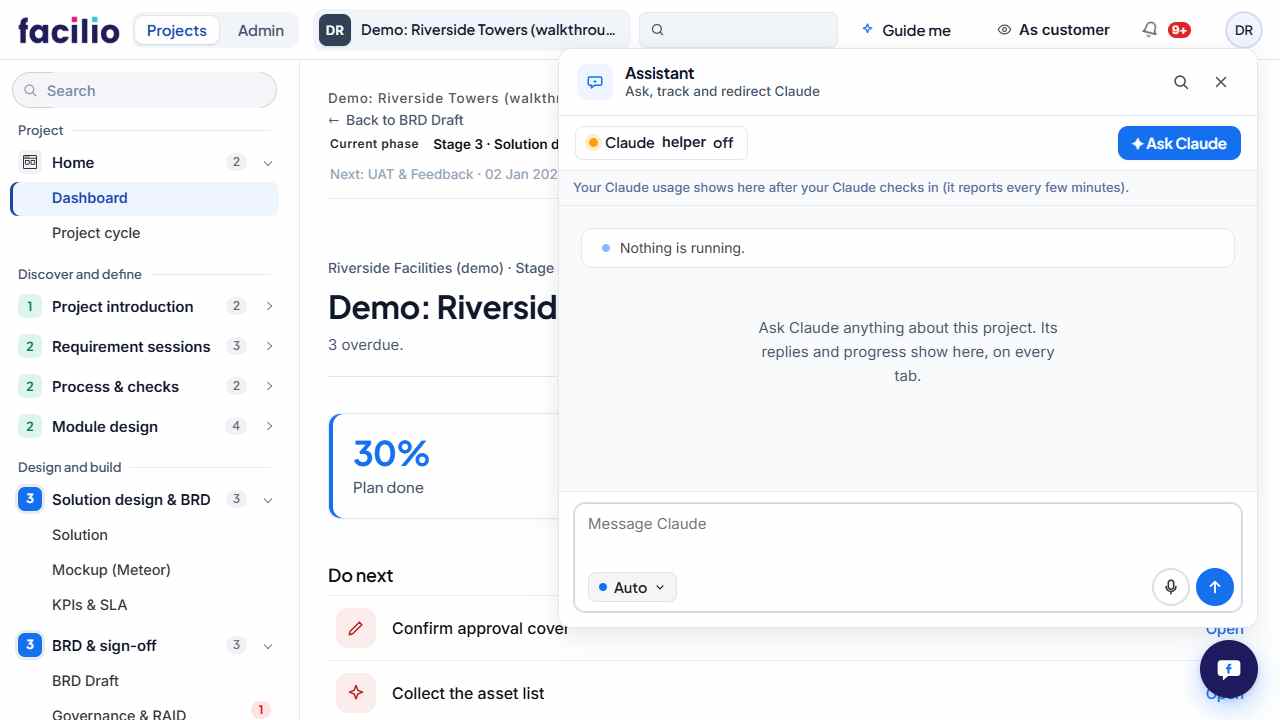 facilio
Projects
Admin
DR
Demo: Riverside Towers (walkthrou...
Guide me
As customer
9+
DR
Search
Project
Home
2
Dashboard
Project cycle
Discover and define
1
Project introduction
2
2
Requirement sessions
3
2
Process & checks
2
2
Module design
4
Design and build
3
Solution design & BRD
3
Solution
Mockup (Meteor)
KPIs & SLA
3
BRD & sign-off
3
BRD Draft
Governance & RAID
1
Demo: Riverside Towers (walkthr
← Back to BRD Draft
Current phase
Stage 3 · Solution d
Next: UAT & Feedback · 02 Jan 202
Riverside Facilities (demo) · Stage
Demo: Riversid
3 overdue.
30%
Plan done
Do next
Confirm approval cover
Open
Collect the asset list
Open
Assistant
Ask, track and redirect Claude
Claude helper off
Ask Claude
Your Claude usage shows here after your Claude checks in (it reports every few minutes).
Nothing is running.
Ask Claude anything about this project. Its
replies and progress show here, on every
tab.
Message Claude
Auto